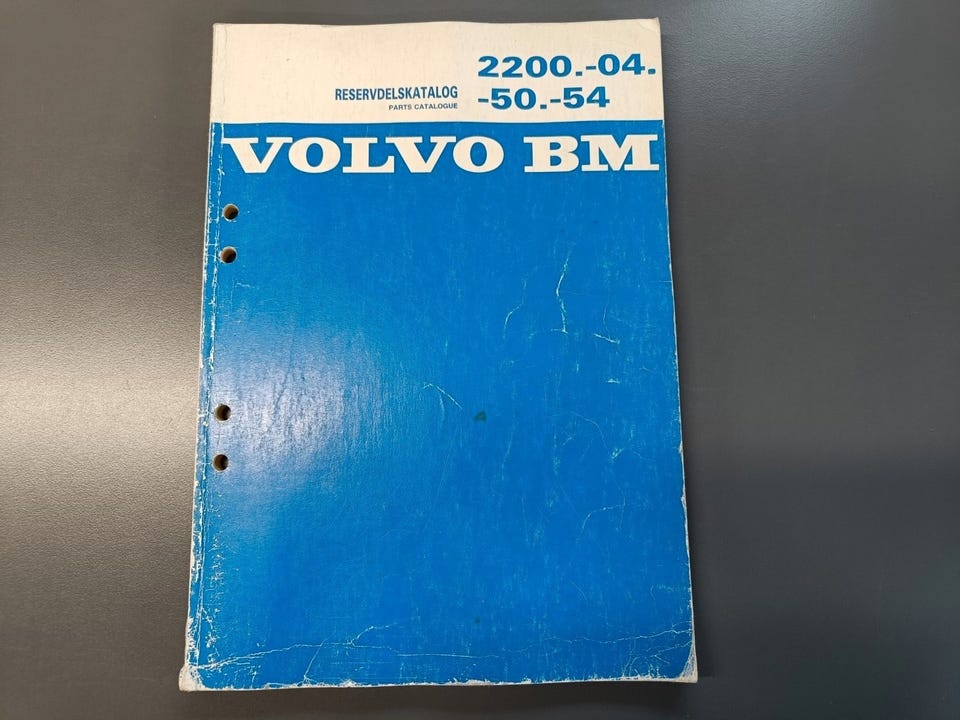 2200.-04.
RESERVDELSKATALOG
-50.-54
PARTS CATALOGUE
VOLVO BM